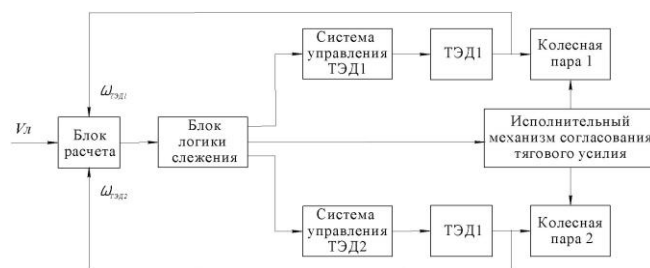 Система
управления
ТЭД1
ТЭД1
Колесная
пара 1
ωТЭД1
Vл
Блок
расчета
Блок
логики
слежения
Исполнительный
механизм согласования
тягового усилия
ωТЭД2
Система
управления
ТЭД2
ТЭД1
Колесная
пара 2